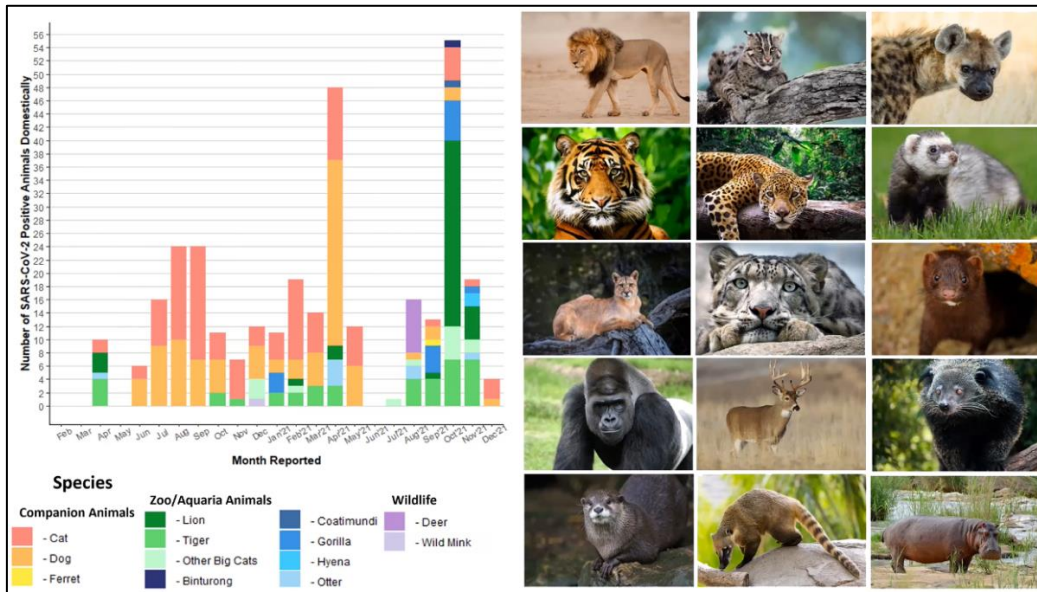 Number of SARS-CoV-2 Positive Animals Domestically
56
54
52
50
48
46
44
42
40
38
36
34
32
30
28
26
24
22
20
18
16
14
12
10
8
6
4
2
0
Feb Mar Apr May Jun Jul Aug Sep Oct Nov Dec Jan'21 Feb'21 Mar'21 Apr'21 May'21 Jun'21 Jul'21 Aug'21 Sep'21 Oct'21 Nov'21 Dec'21
Month Reported
Species
Companion Animals
- Cat
- Dog
- Ferret
Zoo/Aquaria Animals
- Lion
- Tiger
- Other Big Cats
- Binturong
- Coatimundi
- Gorilla
- Hyena
- Otter
Wildlife
- Deer
- Wild Mink